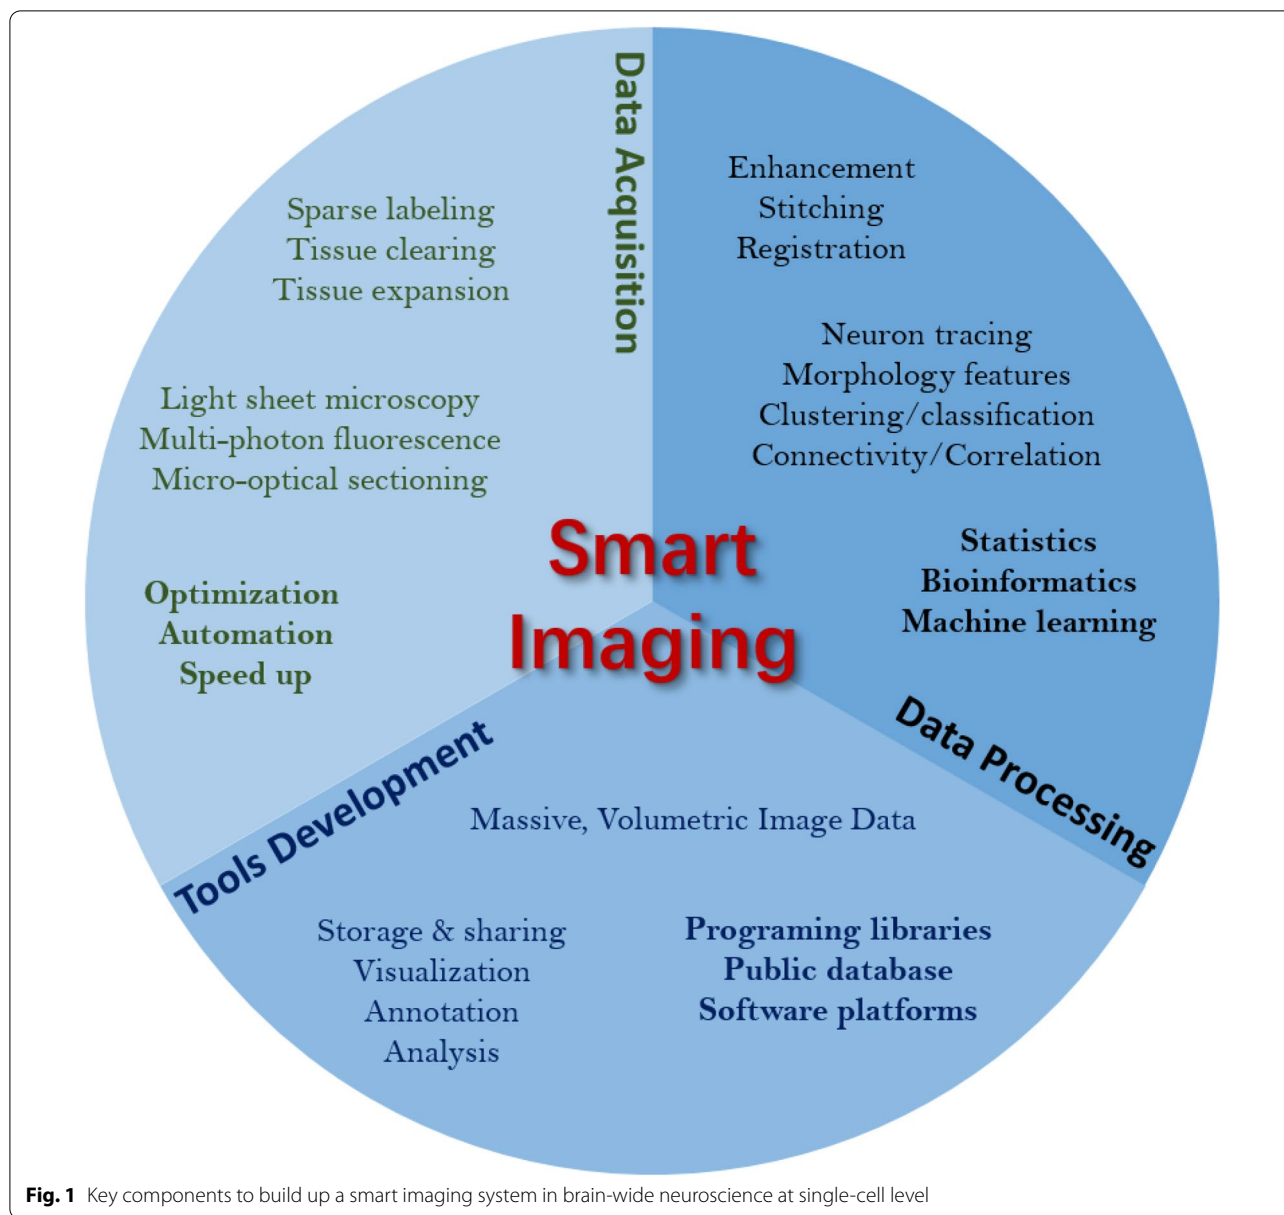 Data Acquisition
Sparse labeling
Tissue clearing
Tissue expansion
Light sheet microscopy
Multi-photon fluorescence
Micro-optical sectioning
Optimization
Automation
Speed up
Enhancement
Stitching
Registration
Neuron tracing
Morphology features
Clustering/classification
Connectivity/Correlation
Statistics
Bioinformatics
Machine learning
Data Processing
Smart
Imaging
Tools Development
Massive, Volumetric Image Data
Storage & sharing
Visualization
Annotation
Analysis
Programing libraries
Public database
Software platforms
Fig. 1 Key components to build up a smart imaging system in brain-wide neuroscience at single-cell level